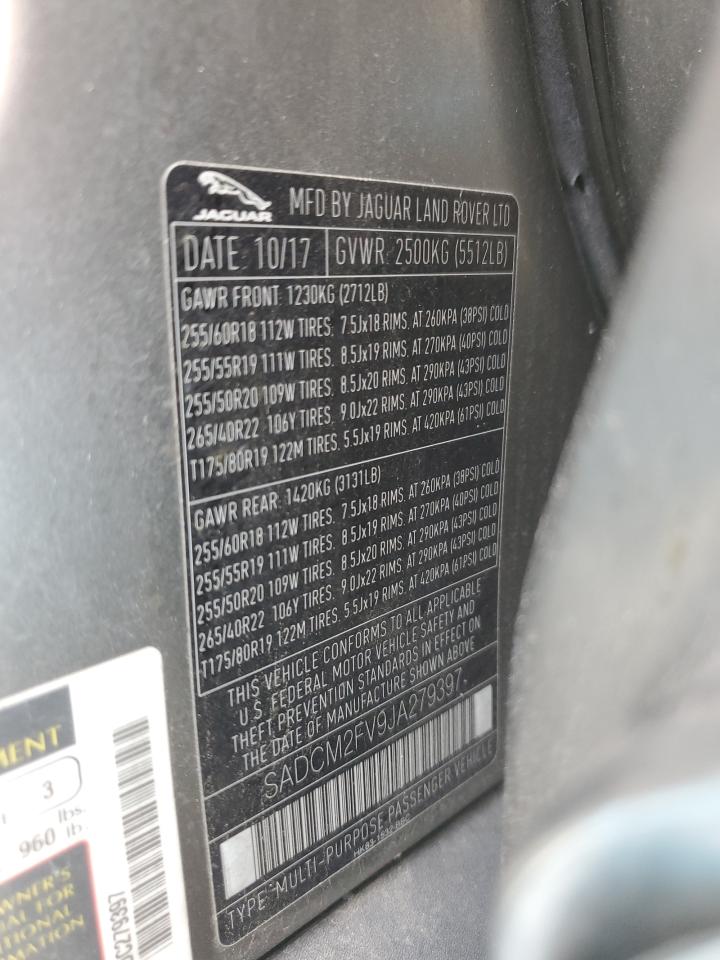 JAGUAR
MFD BY JAGUAR LAND ROVER LTD
DATE 10/17 GVWR 2500KG (5512LB)
GAWR FRONT: 1230KG (2712LB)
255/60R18 112W TIRES. 7.5Jx18 RIMS. AT 260KPA (38PSI) COLD
255/55R19 111W TIRES. 8.5Jx19 RIMS. AT 270KPA (40PSI) COLD
255/50R20 109W TIRES. 8.5Jx20 RIMS. AT 290KPA (43PSI) COLD
265/40R22 106Y TIRES. 9.0Jx22 RIMS. AT 290KPA (43PSI) COLD
T175/80R19 122M TIRES. 5.5Jx19 RIMS. AT 420KPA (61PSI) COLD
GAWR REAR: 1420KG (3131LB)
255/60R18 112W TIRES. 7.5Jx18 RIMS. AT 260KPA (38PSI) COLD
255/55R19 111W TIRES. 8.5Jx19 RIMS. AT 270KPA (40PSI) COLD
255/50R20 109W TIRES. 8.5Jx20 RIMS. AT 290KPA (43PSI) COLD
265/40R22 106Y TIRES. 9.0Jx22 RIMS. AT 290KPA (43PSI) COLD
T175/80R19 122M TIRES. 5.5Jx19 RIMS. AT 420KPA (61PSI) COLD
THIS VEHICLE CONFORMS TO ALL APPLICABLE
U.S. FEDERAL MOTOR VEHICLE SAFETY AND
THEFT PREVENTION STANDARDS IN EFFECT ON
THE DATE OF MANUFACTURE SHOWN ABOVE
SADCM2FV9JA279397
TYPE MULTI-PURPOSE PASSENGER VEHICLE
MENT
3
960 lbs.
lb.
WNER'S
AL FOR
ITIONAL
RMATION
279397